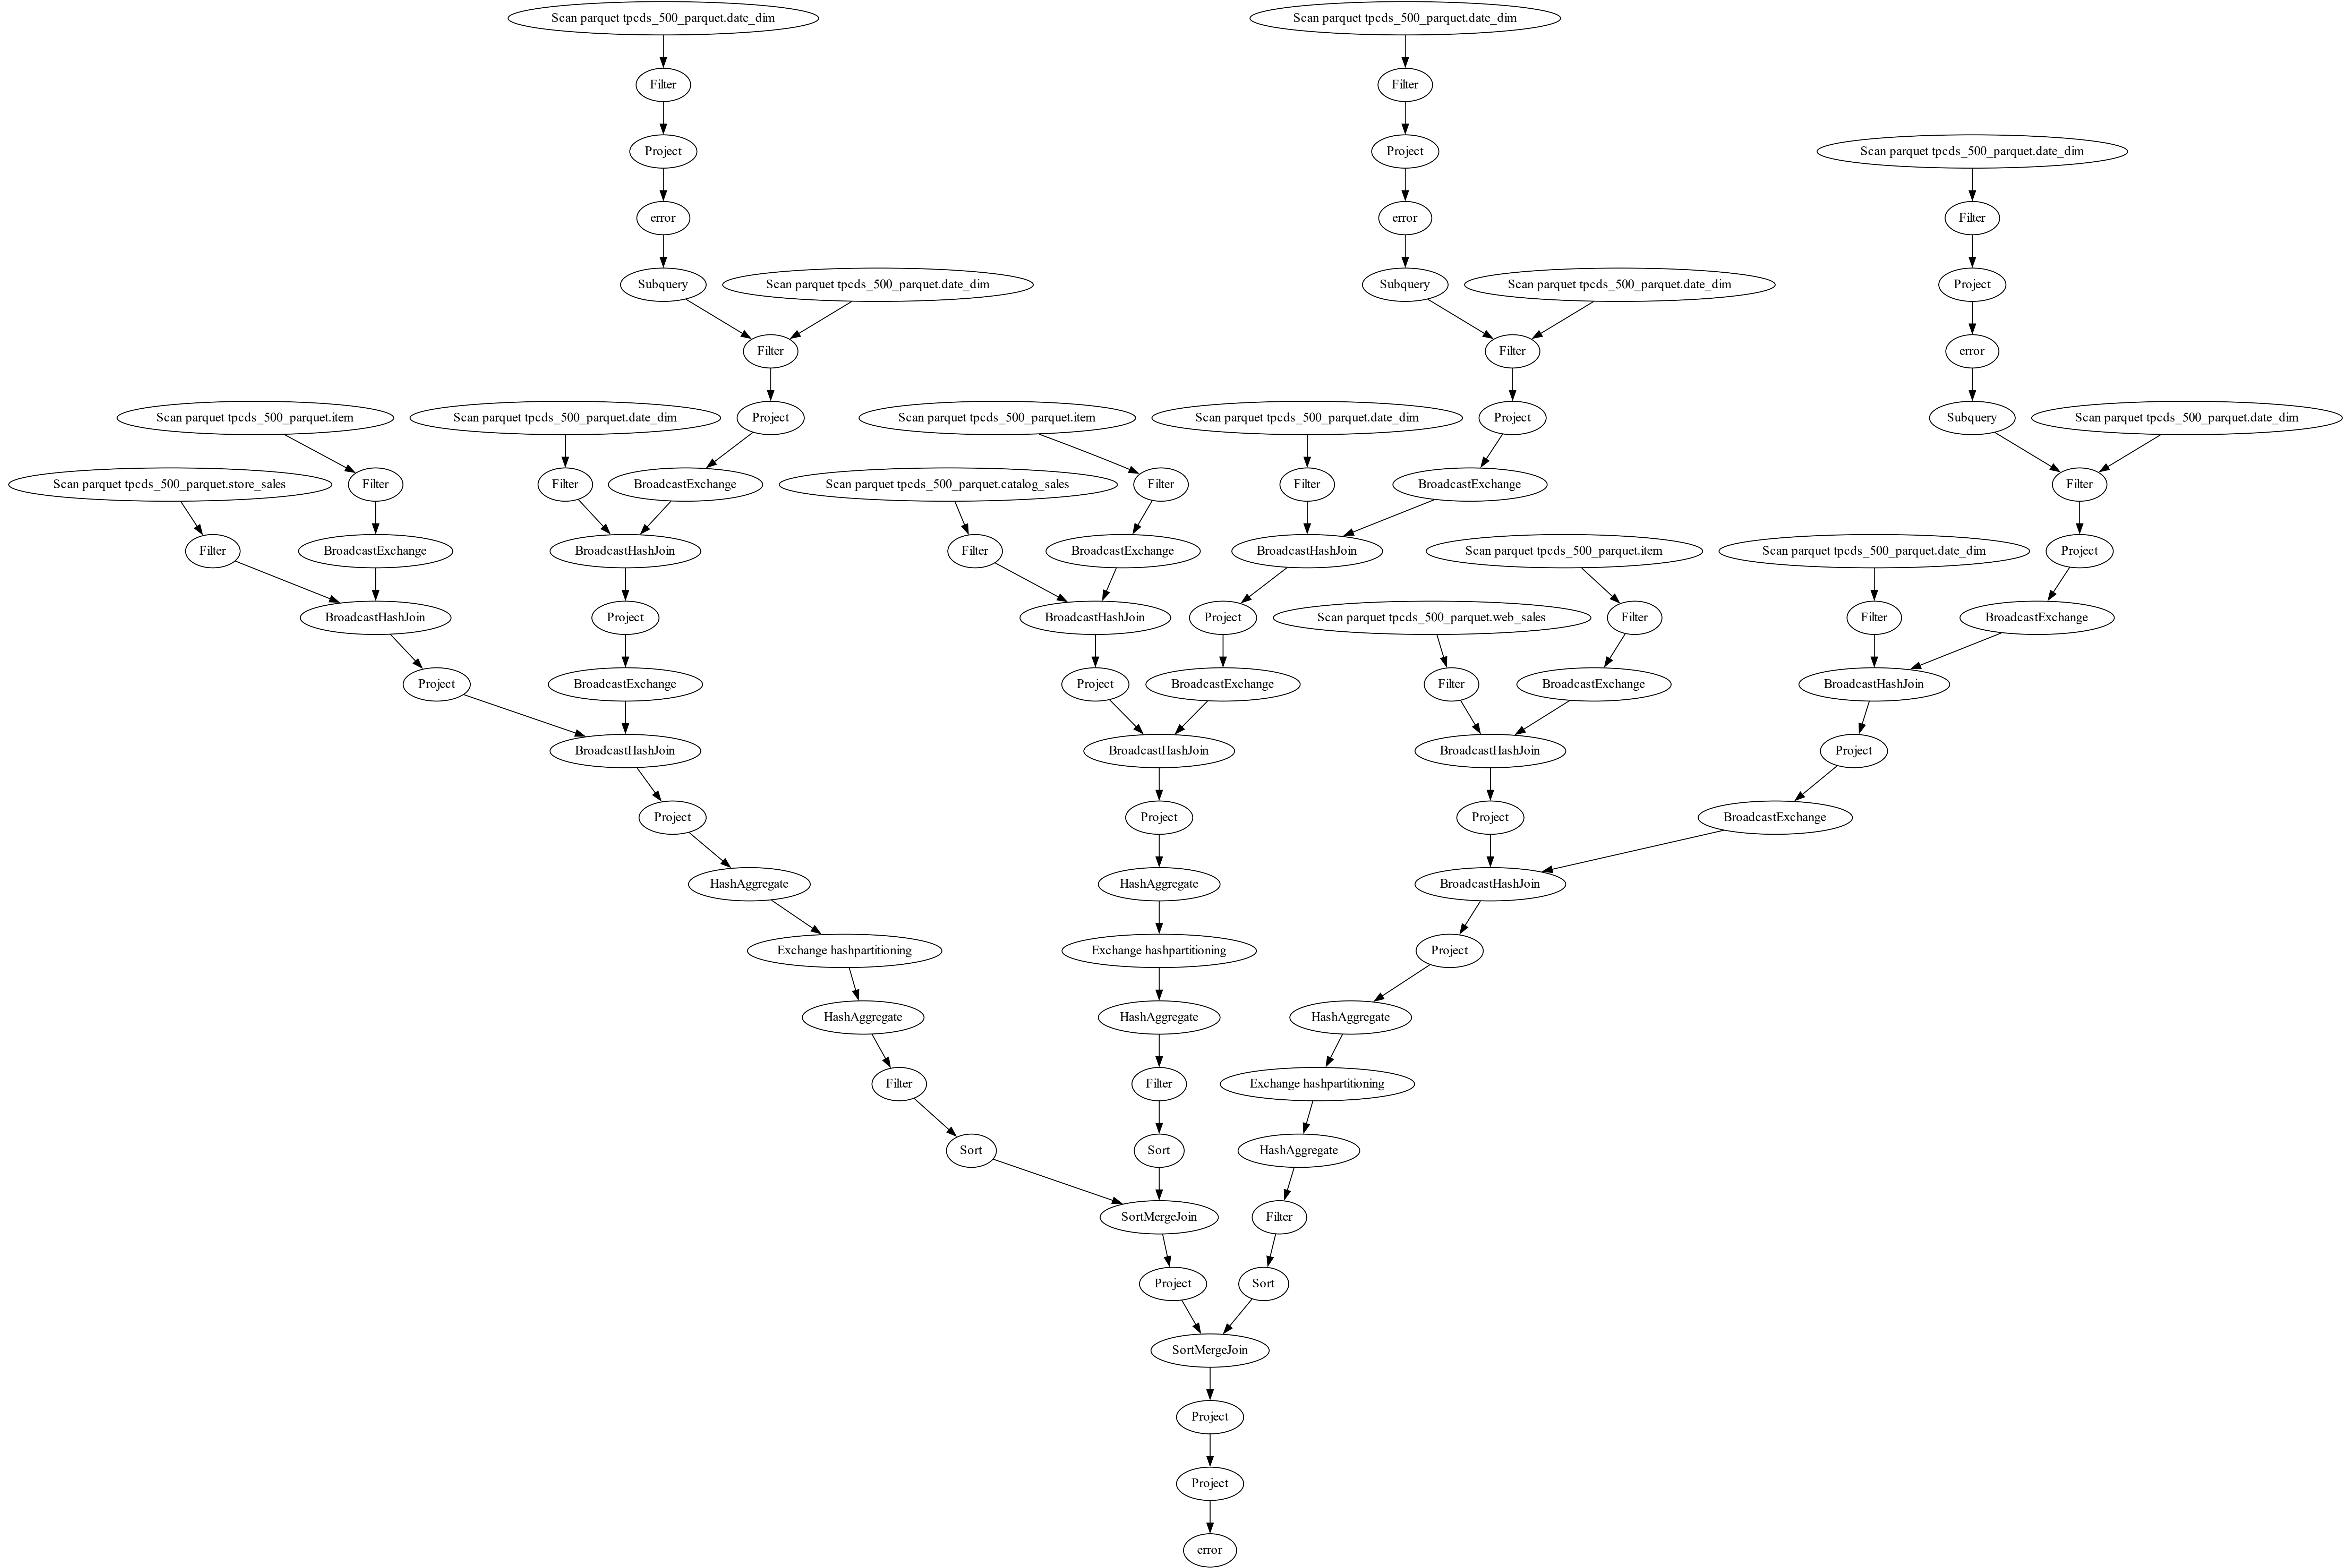 Scan parquet tpcds_500_parquet.date_dim
Scan parquet tpcds_500_parquet.date_dim
Filter
Filter
Project
Project
Scan parquet tpcds_500_parquet.date_dim
error
error
Filter
Subquery
Scan parquet tpcds_500_parquet.date_dim
Subquery
Scan parquet tpcds_500_parquet.date_dim
Project
Filter
Filter
error
Scan parquet tpcds_500_parquet.item
Scan parquet tpcds_500_parquet.date_dim
Project
Scan parquet tpcds_500_parquet.item
Scan parquet tpcds_500_parquet.date_dim
Project
Subquery
Scan parquet tpcds_500_parquet.date_dim
Scan parquet tpcds_500_parquet.store_sales
Filter
Filter
BroadcastExchange
Scan parquet tpcds_500_parquet.catalog_sales
Filter
Filter
BroadcastExchange
Filter
Filter
BroadcastExchange
BroadcastHashJoin
Filter
BroadcastExchange
BroadcastHashJoin
Scan parquet tpcds_500_parquet.item
Scan parquet tpcds_500_parquet.date_dim
Project
BroadcastHashJoin
Project
BroadcastHashJoin
Project
Scan parquet tpcds_500_parquet.web_sales
Filter
Filter
BroadcastExchange
Project
BroadcastExchange
Project
BroadcastExchange
Filter
BroadcastExchange
BroadcastHashJoin
BroadcastHashJoin
BroadcastHashJoin
BroadcastHashJoin
Project
Project
Project
Project
BroadcastExchange
HashAggregate
HashAggregate
BroadcastHashJoin
Exchange hashpartitioning
Exchange hashpartitioning
Project
HashAggregate
HashAggregate
HashAggregate
Filter
Filter
Exchange hashpartitioning
Sort
Sort
HashAggregate
SortMergeJoin
Filter
Project
Sort
SortMergeJoin
Project
Project
error